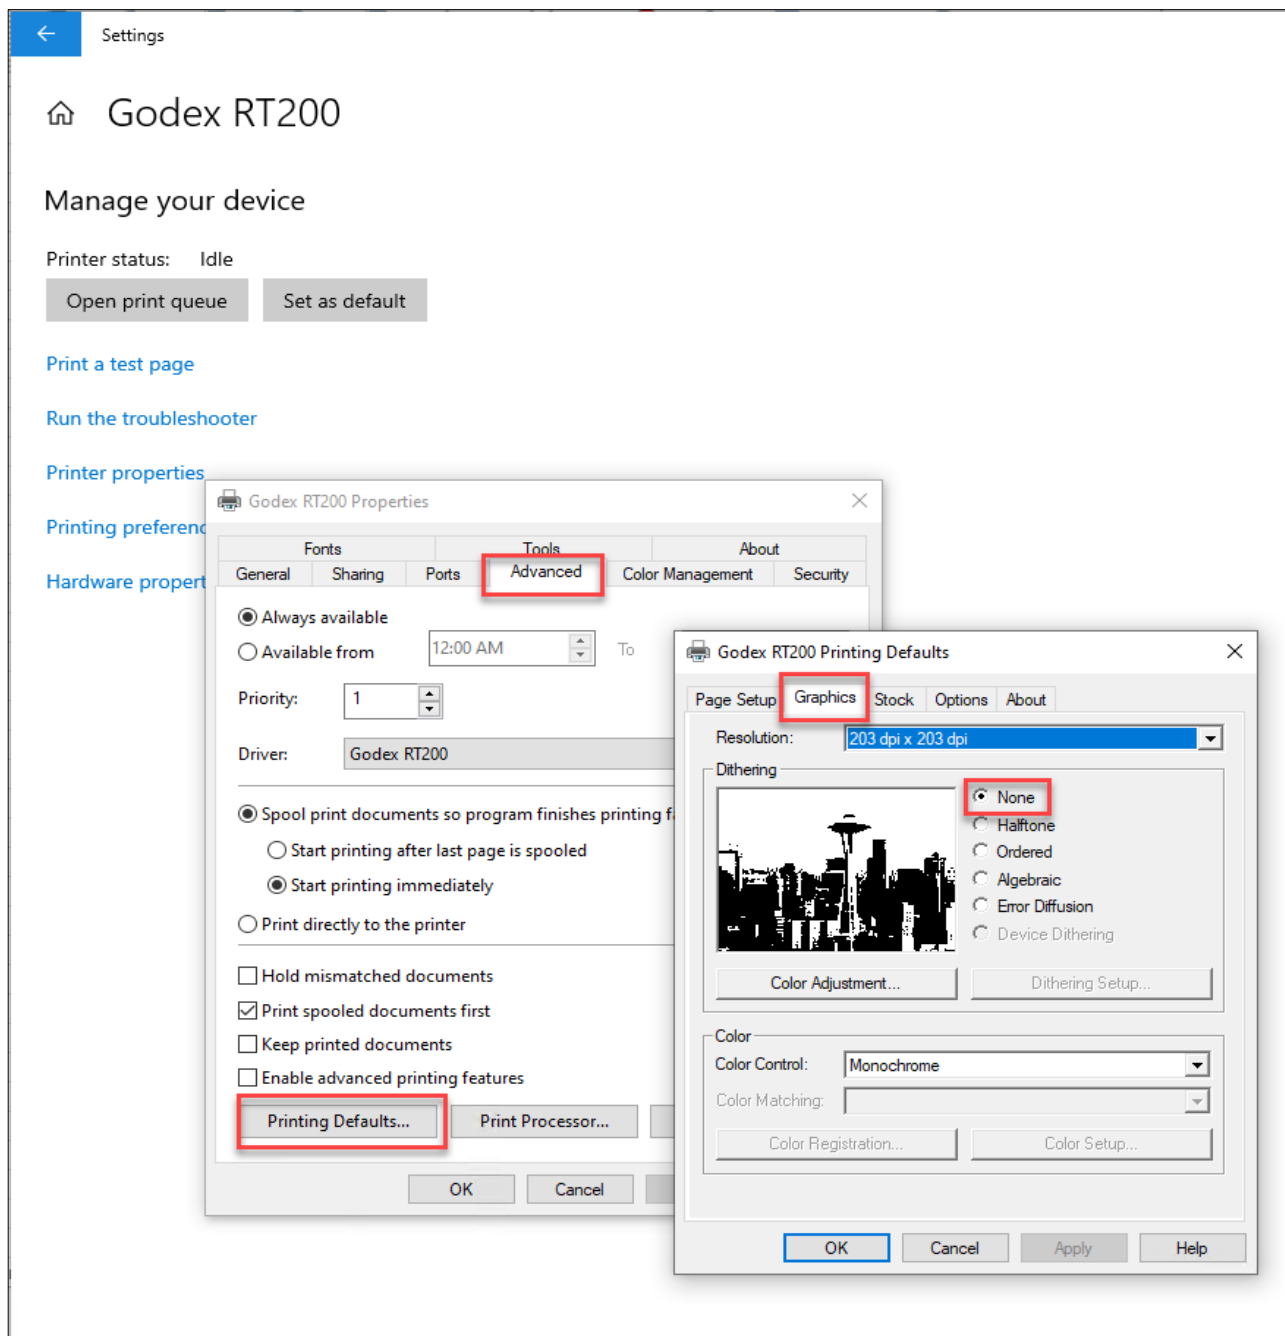 Settings
Godex RT200
Manage your device
Printer status: Idle
Open print queue Set as default
Print a test page
Run the troubleshooter
Printer properties
Printing preferenc
Hardware propert
Godex RT200 Properties
Fonts Tools About
General Sharing Ports Advanced Color Management Security
Always available
Available from 12:00 AM To
Priority: 1
Driver: Godex RT200
Spool print documents so program finishes printing f
Start printing after last page is spooled
Start printing immediately
Print directly to the printer
Hold mismatched documents
Print spooled documents first
Keep printed documents
Enable advanced printing features
Printing Defaults... Print Processor...
OK Cancel
Godex RT200 Printing Defaults
Page Setup Graphics Stock Options About
Resolution: 203 dpi x 203 dpi
Dithering
None
Halftone
Ordered
Algebraic
Error Diffusion
Device Dithering
Color Adjustment... Dithering Setup...
Color
Color Control: Monochrome
Color Matching:
Color Registration... Color Setup...
OK Cancel Apply Help